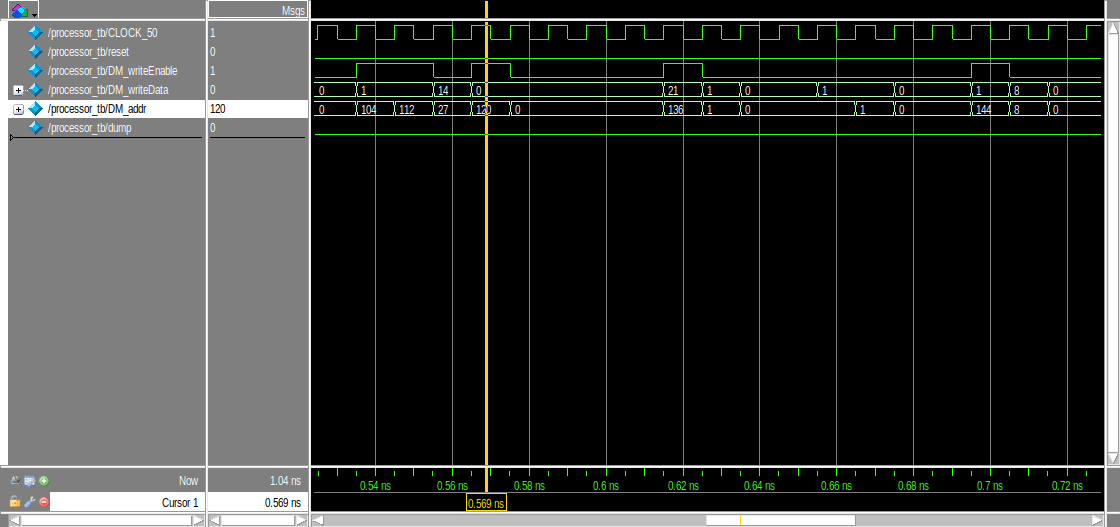 Msgs
/processor_tb/CLOCK_50 1
/processor_tb/reset 0
/processor_tb/DM_writeEnable 1
/processor_tb/DM_writeData 0 0 1 14 0 21 1 0 1 0 1 8 0
/processor_tb/DM_addr 120 0 104 112 27 120 0 136 1 0 1 0 144 8 0
/processor_tb/dump 0
Now 1.04 ns 0.54 ns 0.56 ns 0.58 ns 0.6 ns 0.62 ns 0.64 ns 0.66 ns 0.68 ns 0.7 ns 0.72 ns
Cursor 1 0.569 ns 0.569 ns